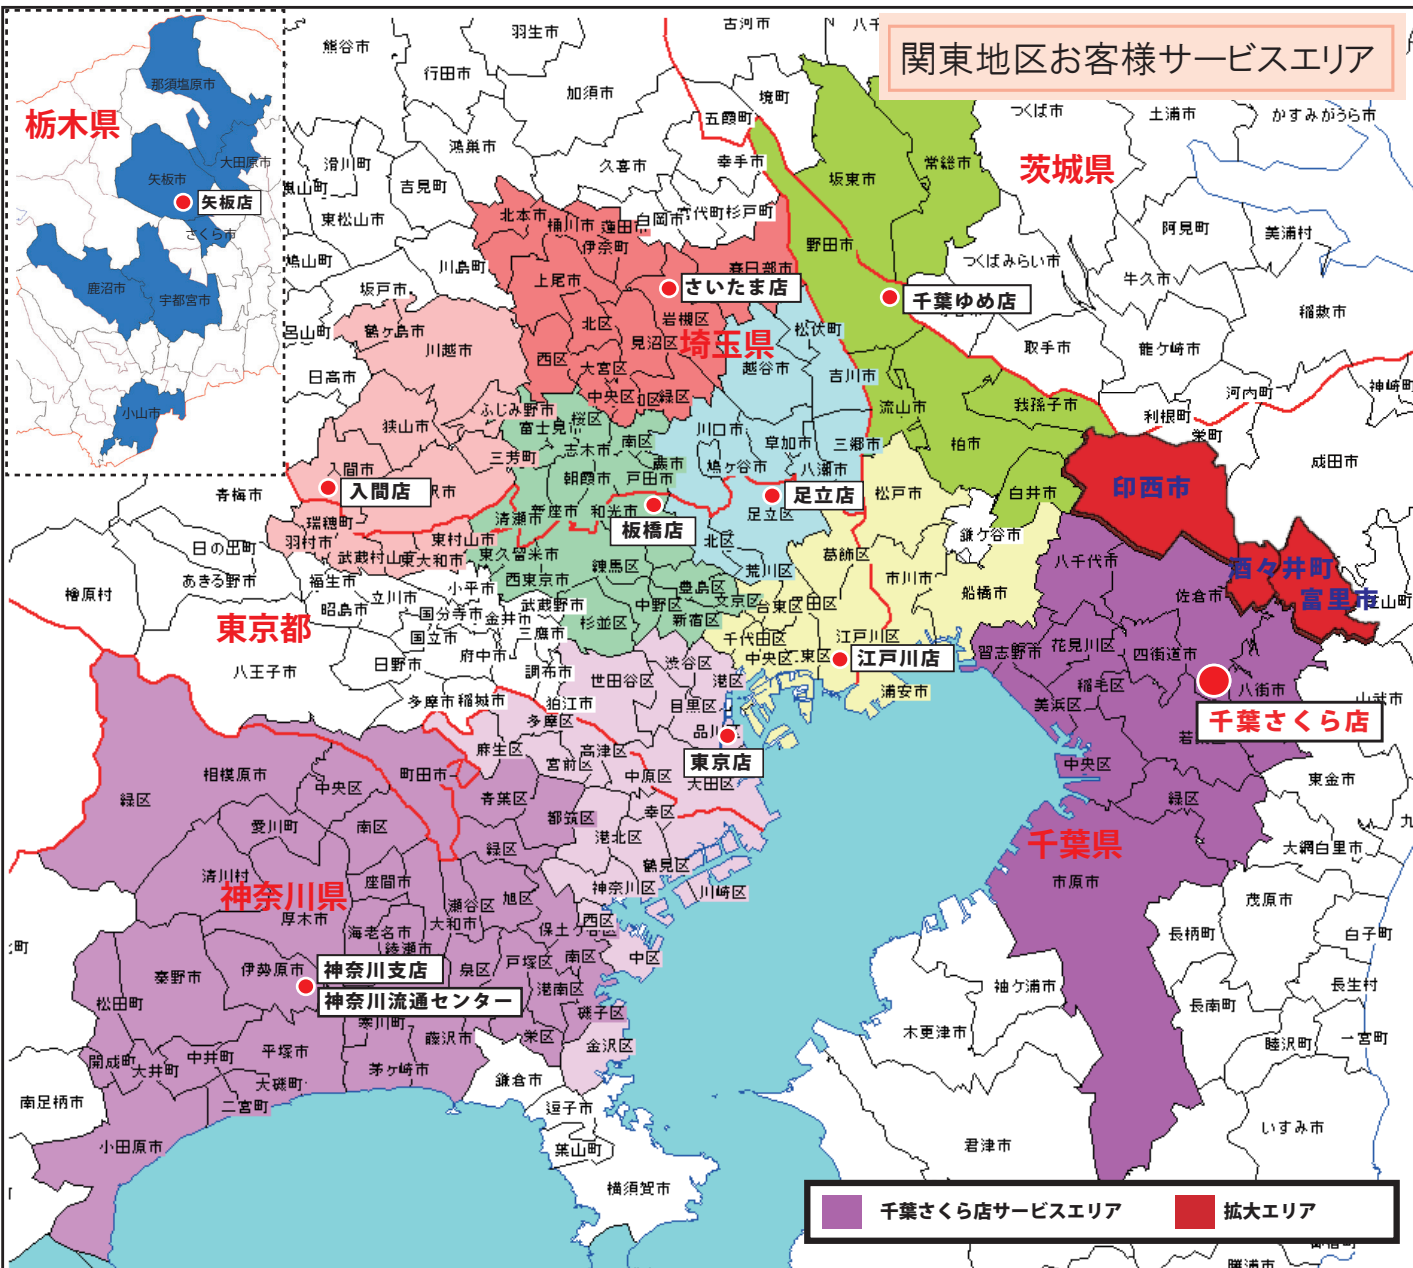 関東地区お客様サービスエリア
栃木県
那須塩原市
大田原市
矢板市
矢板店
さくら市
鹿沼市
宇都宮市
小山市
羽生市
古河市
熊谷市
行田市
加須市
境町
五霞町
つくば市
土浦市
かすみがうら市
鴻巣市
滑川町
久喜市
幸手市
常総市
茨城県
坂東市
嵐山町
吉見町
東松山市
北本市
桶川市
蓮田市
白岡市
宮代町
杉戸町
阿見町
美浦村
伊奈町
野田市
鳩山町
川島町
春日部市
つくばみらい市
牛久市
坂戸市
上尾市
さいたま店
千葉ゆめ店
稲敷市
毛呂山町
鶴ヶ島市
川越市
北区
岩槻区
見沼区
埼玉県
松伏町
取手市
龍ケ崎市
西区
大宮区
越谷市
吉川市
日高市
神崎町
河内町
中央区
緑区
ふじみ野市
流山市
我孫子市
利根町
栄町
狭山市
富士見市
桜区
南区
川口市
草加市
三郷市
柏市
志木市
三芳町
蕨市
鳩ヶ谷市
八潮市
成田市
入間市
朝霞市
戸田市
印西市
青梅市
入間店
足立店
松戸市
白井市
瑞穂町
清瀬市
新座市
和光市
板橋店
足立区
羽村市
東村山市
北区
鎌ケ谷市
日の出町
武蔵村山市
東大和市
東久留米市
葛飾区
八千代市
練馬区
荒川区
酒々井町
檜原村
あきる野市
福生市
小平市
西東京市
豊島区
市川市
船橋市
佐倉市
富里市
芝山町
昭島市
立川市
国分寺市
小金井市
武蔵野市
中野区
文京区
台東区
墨田区
東京都
国立市
三鷹市
杉並区
新宿区
千代田区
江戸川区
習志野市
花見川区
四街道市
日野市
府中市
調布市
渋谷区
中央区
江東区
江戸川店
八王子市
世田谷区
港区
稲毛区
八街市
多摩市
稲城市
狛江市
目黒区
浦安市
美浜区
山武市
千葉さくら店
多摩区
品川区
麻生区
高津区
東京店
中央区
相模原市
町田市
宮前区
中原区
大田区
東金市
緑区
中央区
青葉区
緑区
幸区
都筑区
愛川町
南区
港北区
千葉県
大網白里市
緑区
鶴見区
清川村
座間市
神奈川区
川崎区
市原市
神奈川県
旭区
瀬谷区
茂原市
厚木市
西区
海老名市
大和市
保土ヶ谷区
長柄町
白子町
綾瀬市
中区
秦野市
伊勢原市
神奈川支店
泉区
戸塚区
南区
長生村
神奈川流通センター
港南区
袖ケ浦市
松田町
長南町
寒川町
磯子区
木更津市
藤沢市
栄区
金沢区
睦沢町
一宮町
開成町
大井町
中井町
平塚市
茅ヶ崎市
大磯町
鎌倉市
南足柄市
二宮町
逗子市
いすみ市
小田原市
葉山町
君津市
横須賀市
千葉さくら店サービスエリア
拡大エリア
勝浦市